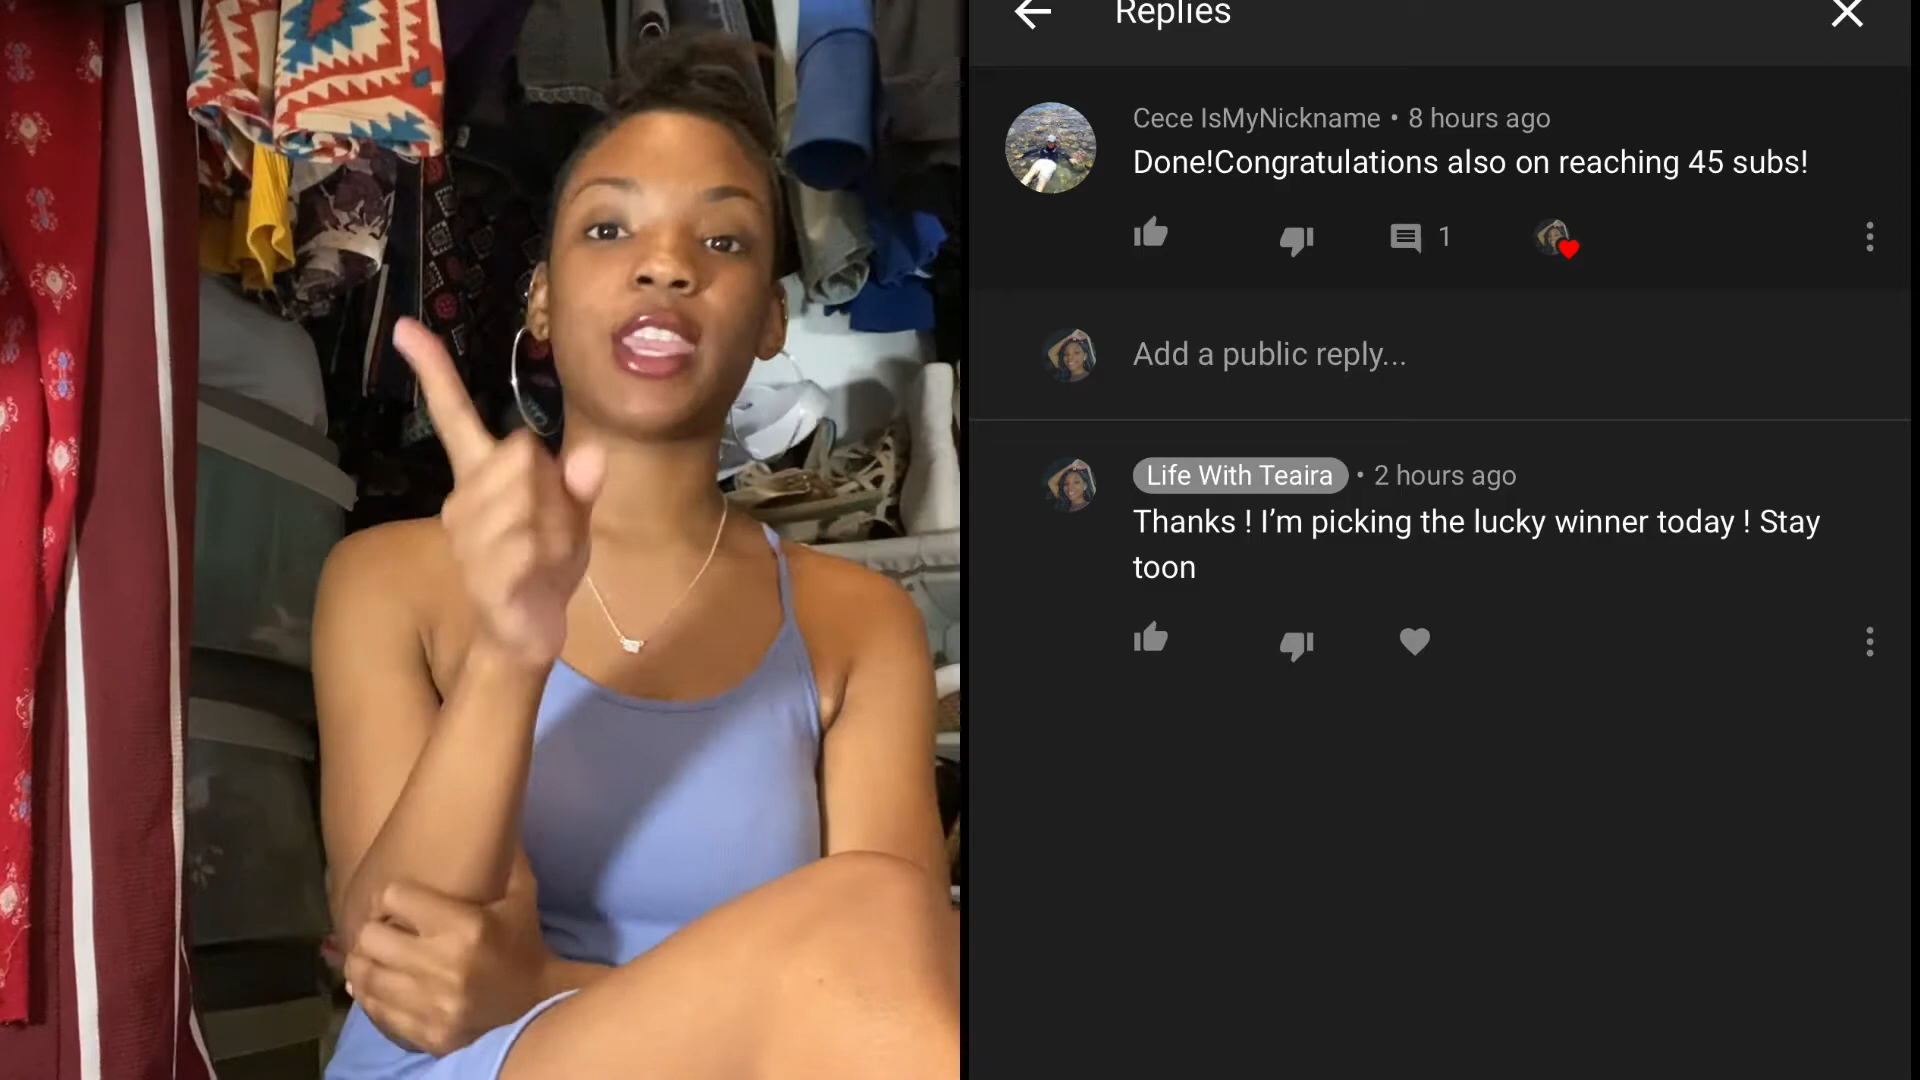 Replies
Cece IsMyNickname • 8 hours ago
Done!Congratulations also on reaching 45 subs!
1
Add a public reply...
Life With Teaira • 2 hours ago
Thanks ! I’m picking the lucky winner today ! Stay
toon